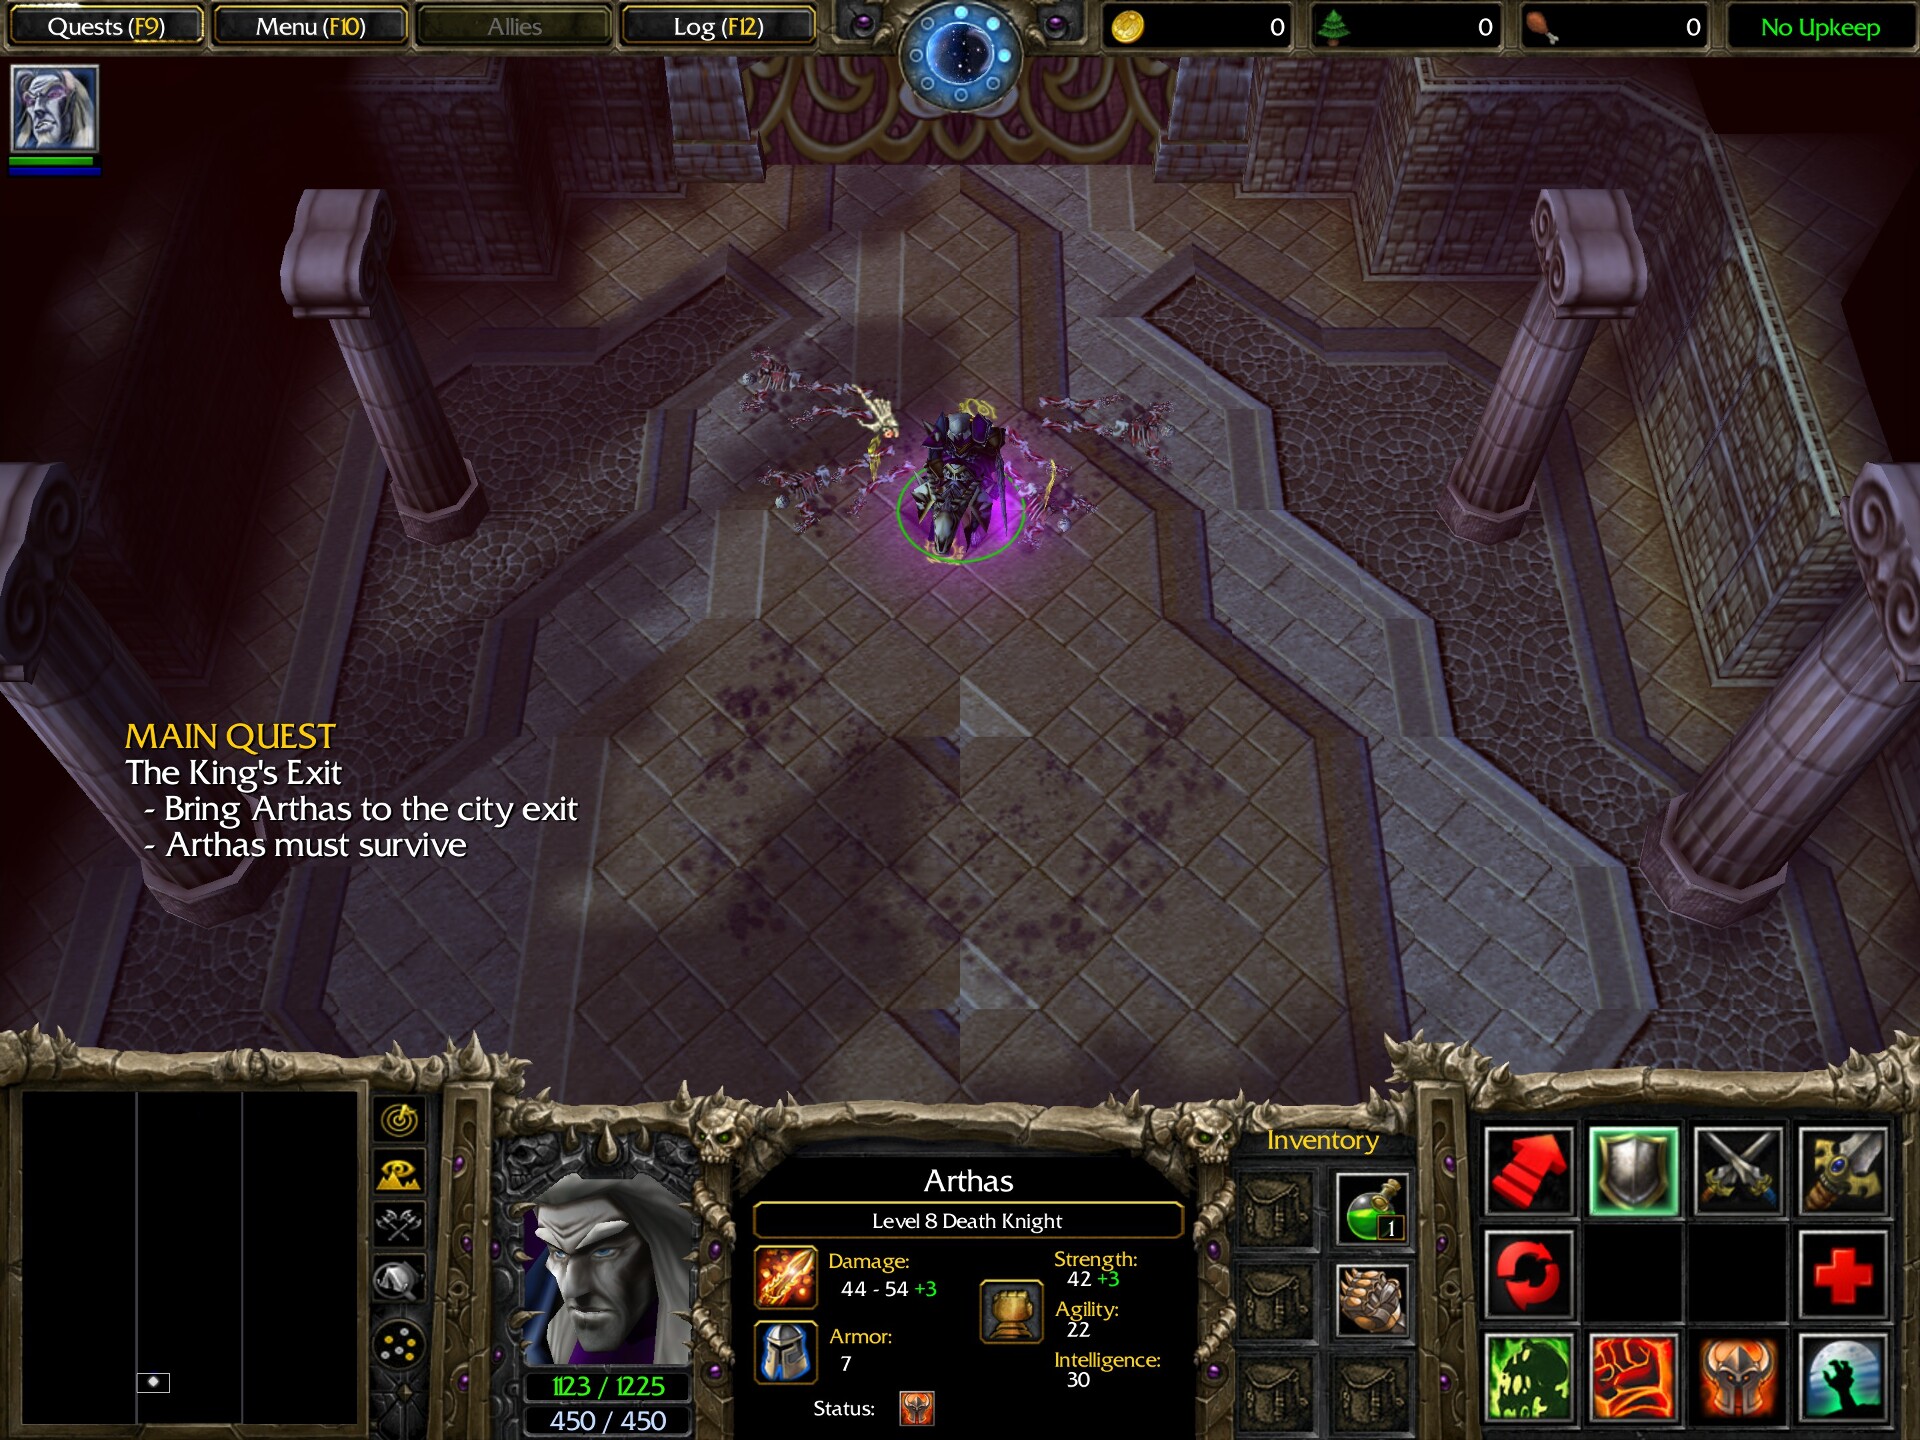 Quests (F9)
Menu (F10)
Allies
Log (F12)
0
0
0
No Upkeep
MAIN QUEST
The King's Exit
- Bring Arthas to the city exit
- Arthas must survive
1123 / 1225
450 / 450
Arthas
Level 8 Death Knight
Damage:
44 - 54 +3
Armor:
7
Strength:
42 +3
Agility:
22
Intelligence:
30
Status:
Inventory
1